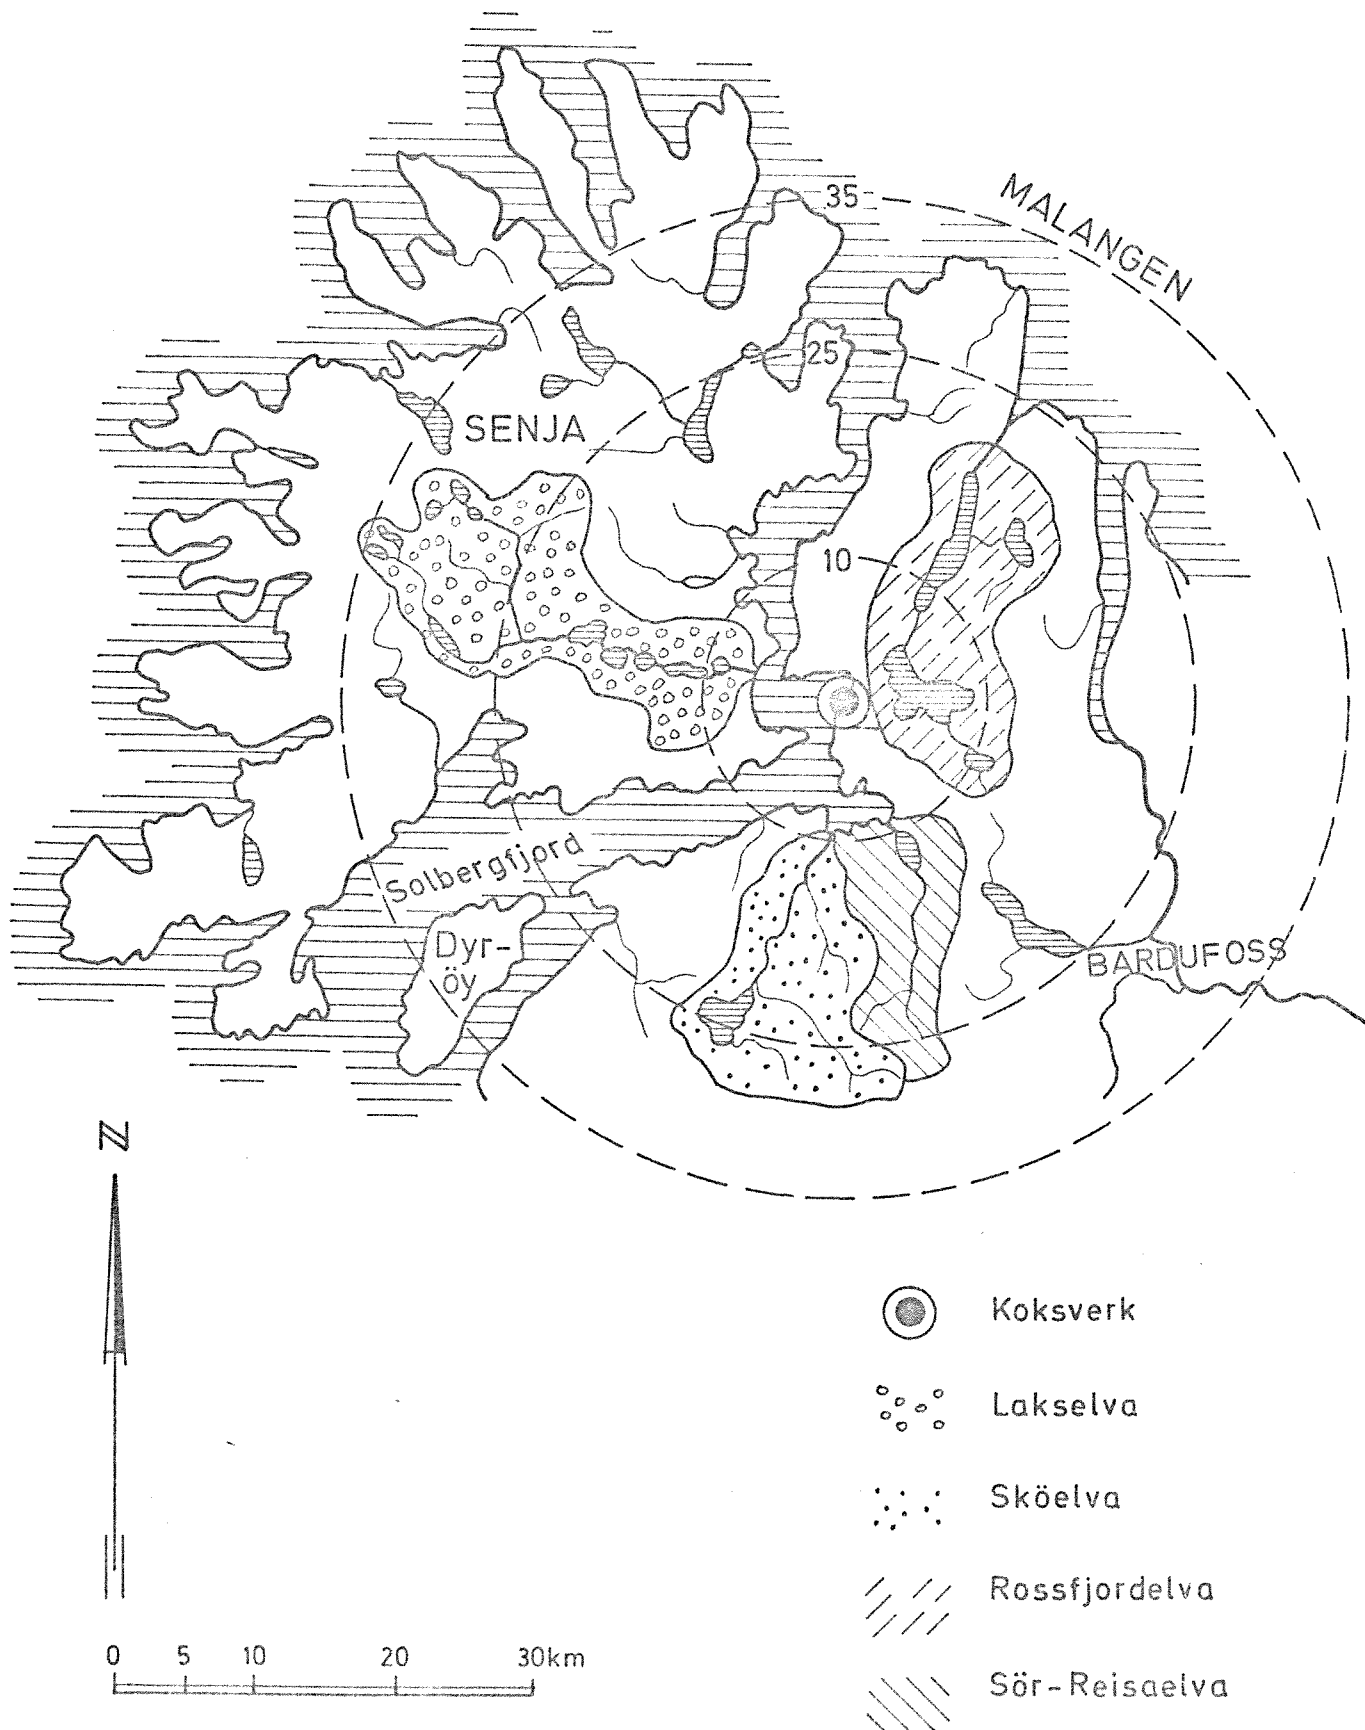 35
MALANGEN
25
SENJA
10
Solbergfjord
Dyr-
öy
BARDUFOSS
N
Koksverk
Lakselva
Sköelva
Rossfjordelva
0 5 10 20 30km
Sör-Reisaelva